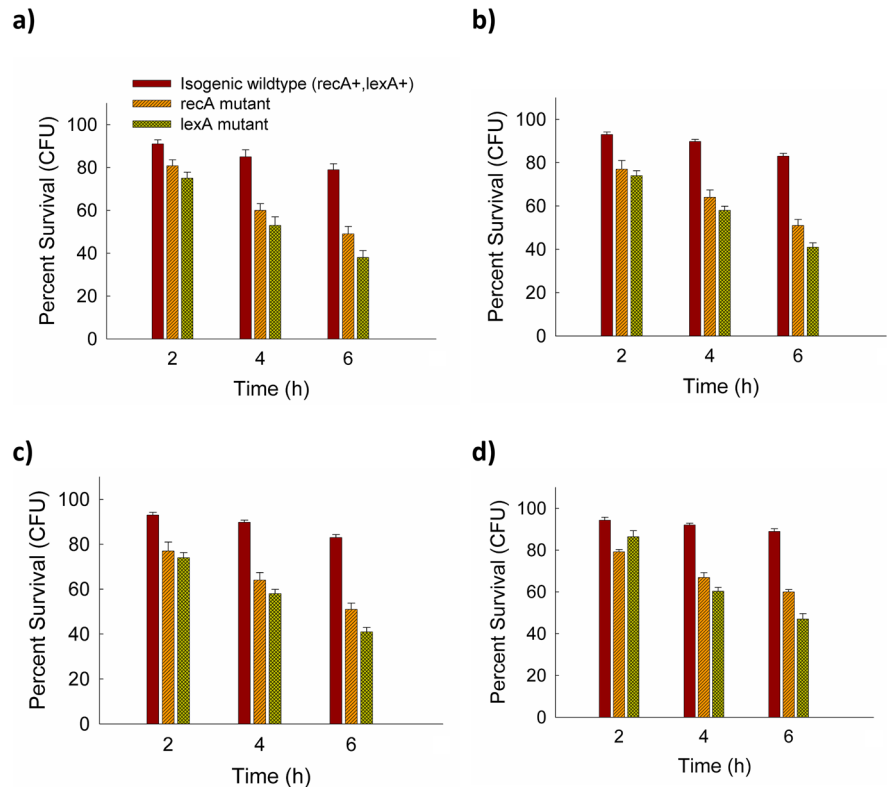 a)
Isogenic wildtype (recA+,lexA+)
recA mutant
lexA mutant
Percent Survival (CFU)
100
80
60
40
20
0
2 4 6
Time (h)
b)
Percent Survival (CFU)
100
80
60
40
20
0
2 4 6
Time (h)
c)
Percent Survival (CFU)
100
80
60
40
20
0
2 4 6
Time (h)
d)
Percent Survival (CFU)
100
80
60
40
20
0
2 4 6
Time (h)